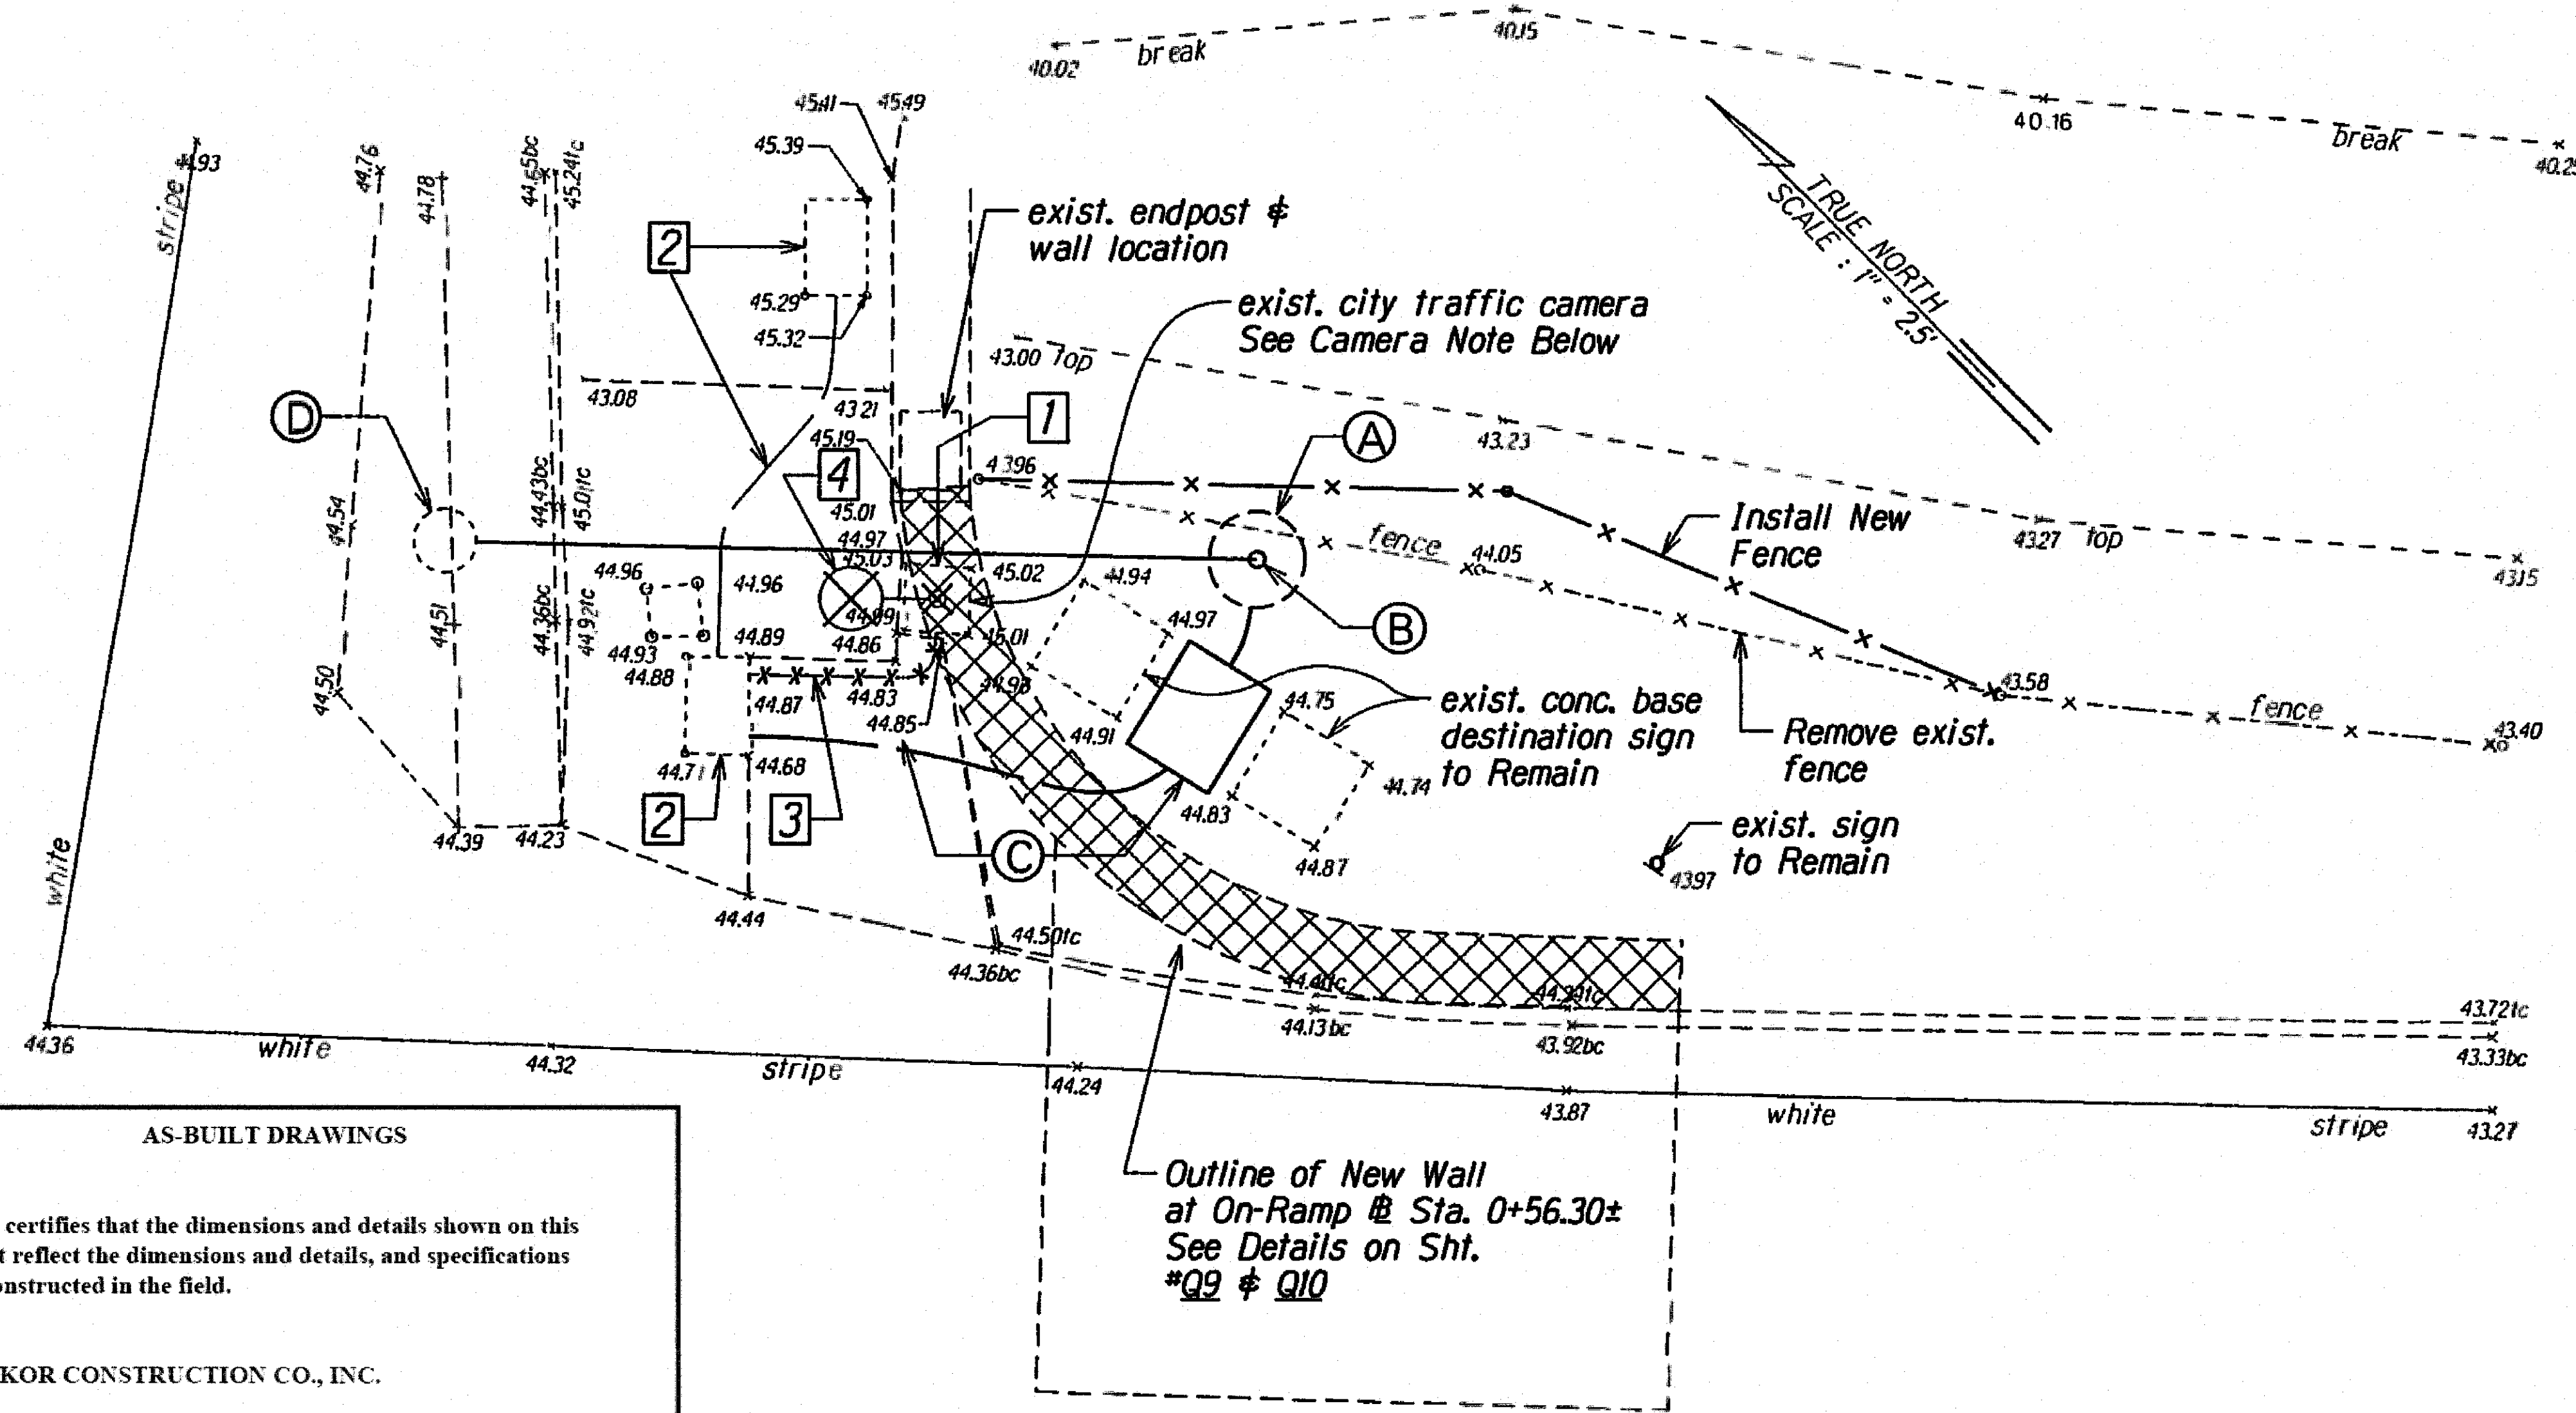 40.02
break
40.15
40.16
break
45.41
45.49
45.39
stripe
44.76
44.78
44.65bc
45.24tc
2
45.29
45.32
exist. endpost &
wall location
exist. city traffic camera
See Camera Note Below
TRUE NORTH
SCALE : 1" = 2.5'
43.00 top
43.08
43.21
45.19
1
D
4
4396
A
43.23
44.54
44.43bc
45.01tc
45.01
44.97
45.03
45.02
fence
44.05
Install New
Fence
43.27
top
43.15
44.96
44.96
44.94
44.51
44.36bc
44.92tc
44.93
44.89
44.86
45.01
44.97
B
44.88
44.50
44.87
44.83
44.85
44.91
44.75
exist. conc. base
destination sign
to Remain
43.58
Remove exist.
fence
fence
43.40
44.71
44.68
44.74
44.83
2
3
C
44.39
44.23
44.87
exist. sign
to Remain
43.97
white
44.44
44.50tc
44.36bc
44.13bc
43.92bc
43.72tc
43.33bc
44.36
white
44.32
stripe
44.24
43.87
white
stripe
43.27
Outline of New Wall
at On-Ramp ℄ Sta. 0+56.30±
See Details on Sht.
#Q9 & Q10
AS-BUILT DRAWINGS
certifies that the dimensions and details shown on this
t reflect the dimensions and details, and specifications
onstructed in the field.
KOR CONSTRUCTION CO., INC.